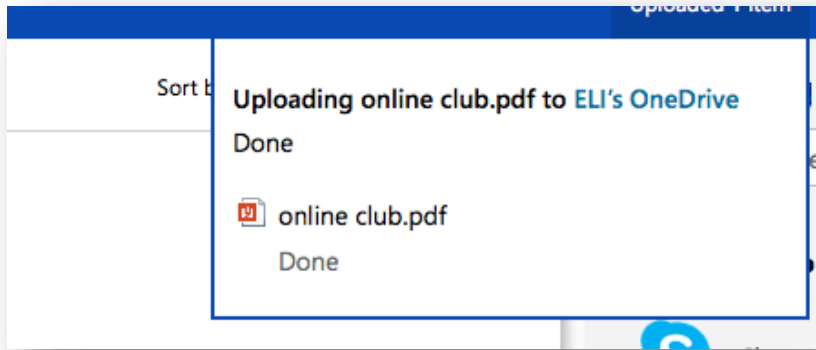 Uploaded 1 item
Sort b
Uploading online club.pdf to ELI's OneDrive
Done
online club.pdf
Done